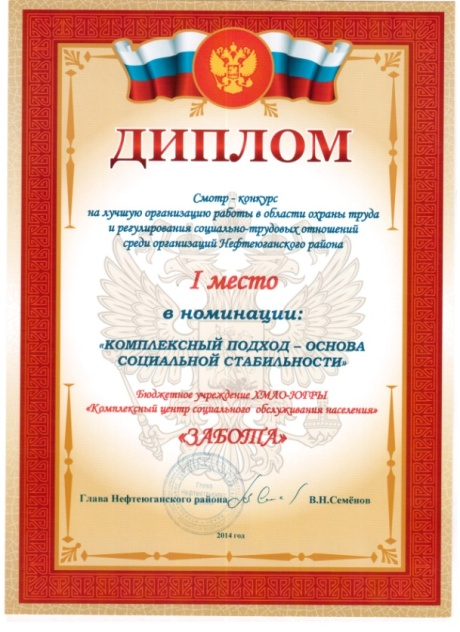 ДИПЛОМ
Смотр - конкурс
на лучшую организацию работы в области охраны труда
и регулирования социально-трудовых отношений
среди организаций Нефтеюганского района
I место
в номинации:
«КОМПЛЕКСНЫЙ ПОДХОД – ОСНОВА
СОЦИАЛЬНОЙ СТАБИЛЬНОСТИ»
Бюджетное учреждение ХМАО-ЮГРЫ
«Комплексный центр социального обслуживания населения»
«ЗАБОТА»
Глава Нефтеюганского района В.Н.Семёнов
2014 год